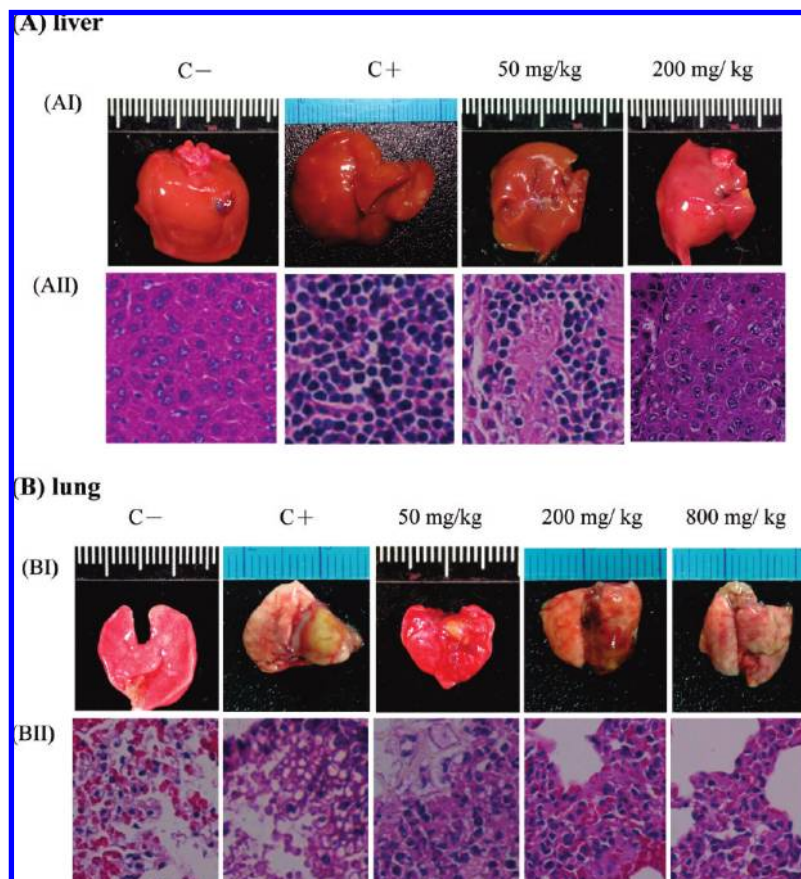 (A) liver
C− C+ 50 mg/kg 200 mg/ kg
(AI)
(AII)
(B) lung
C− C+ 50 mg/kg 200 mg/ kg 800 mg/ kg
(BI)
(BII)